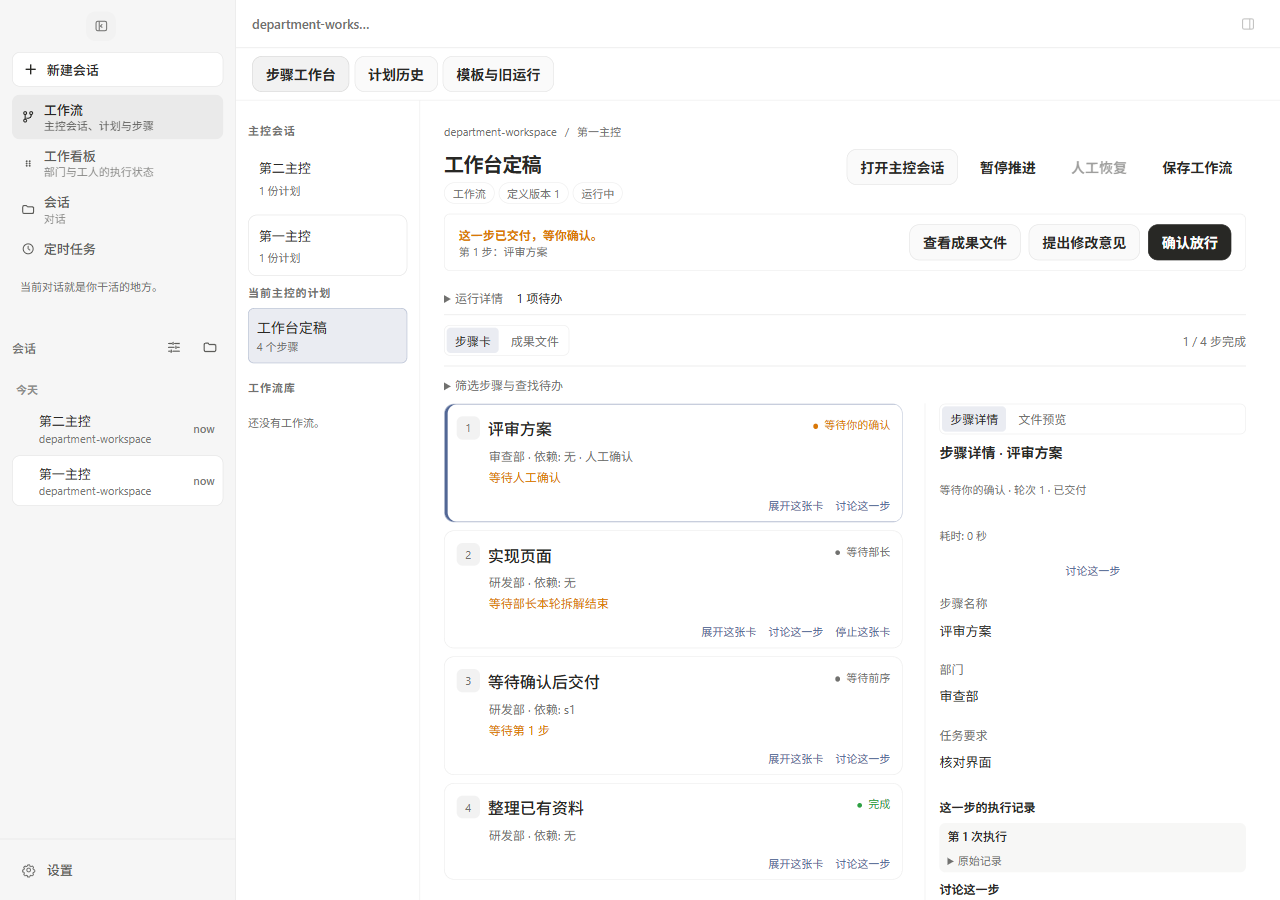 新建会话
工作流
主控会话、计划与步骤
工作看板
部门与工人的执行状态
会话
对话
定时任务
当前对话就是你干活的地方。
会话
今天
第二主控
department-workspace
now
第一主控
department-workspace
now
设置
department-works...
步骤工作台
计划历史
模板与旧运行
主控会话
第二主控
1 份计划
第一主控
1 份计划
当前主控的计划
工作台定稿
4 个步骤
工作流库
还没有工作流。
department-workspace / 第一主控
工作台定稿
打开主控会话
暂停推进
人工恢复
保存工作流
工作流
定义版本 1
运行中
这一步已交付，等你确认。
第 1 步：评审方案
查看成果文件
提出修改意见
确认放行
运行详情 1 项待办
步骤卡
成果文件
1 / 4 步完成
筛选步骤与查找待办
1
评审方案
等待你的确认
审查部 · 依赖: 无 · 人工确认
等待人工确认
展开这张卡 讨论这一步
2
实现页面
等待部长
研发部 · 依赖: 无
等待部长本轮拆解结束
展开这张卡 讨论这一步 停止这张卡
3
等待确认后交付
等待前序
研发部 · 依赖: s1
等待第 1 步
展开这张卡 讨论这一步
4
整理已有资料
完成
研发部 · 依赖: 无
展开这张卡 讨论这一步
步骤详情
文件预览
步骤详情 · 评审方案
等待你的确认 · 轮次 1 · 已交付
耗时: 0 秒
讨论这一步
步骤名称
评审方案
部门
审查部
任务要求
核对界面
这一步的执行记录
第 1 次执行
原始记录
讨论这一步